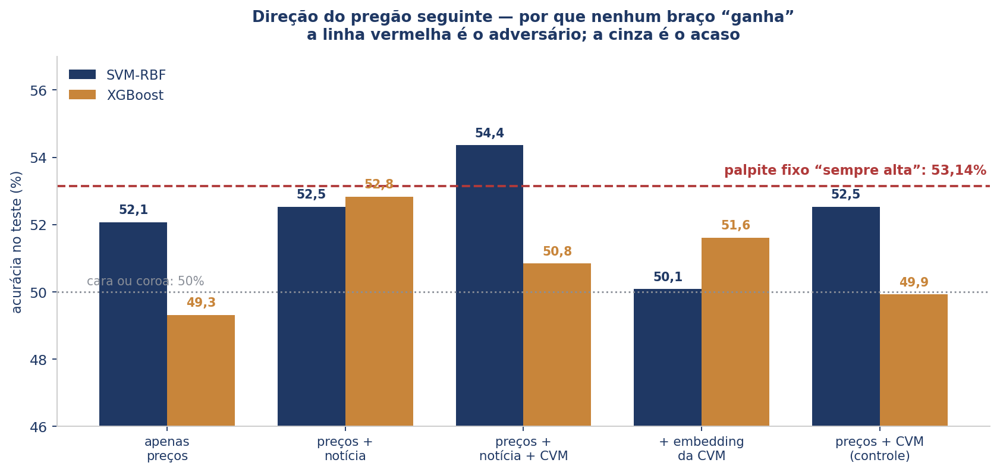 Direção do pregão seguinte — por que nenhum braço “ganha”
a linha vermelha é o adversário; a cinza é o acaso
SVM-RBF
XGBoost
acurácia no teste (%)
56
54
52
50
48
46
palpite fixo “sempre alta”: 53,14%
cara ou coroa: 50%
52,1
49,3
52,5
52,8
54,4
50,8
50,1
51,6
52,5
49,9
apenas
preços
preços +
notícia
preços +
notícia + CVM
+ embedding
da CVM
preços + CVM
(controle)